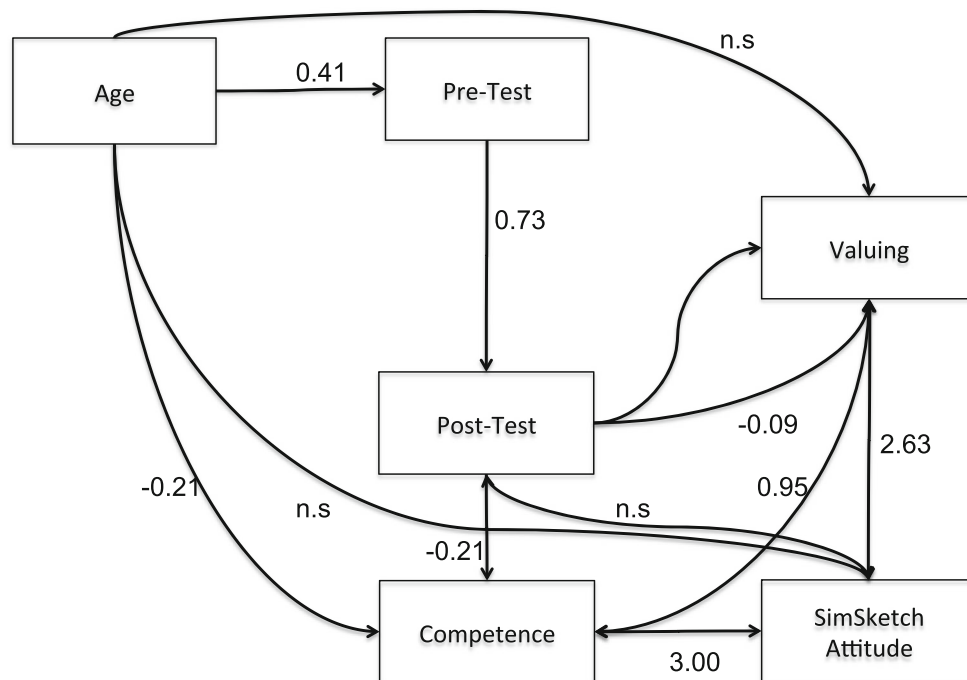 n.s
Age
0.41
Pre-Test
0.73
Valuing
Post-Test
-0.09
2.63
-0.21
0.95
n.s
n.s
-0.21
Competence
SimSketch
Attitude
3.00